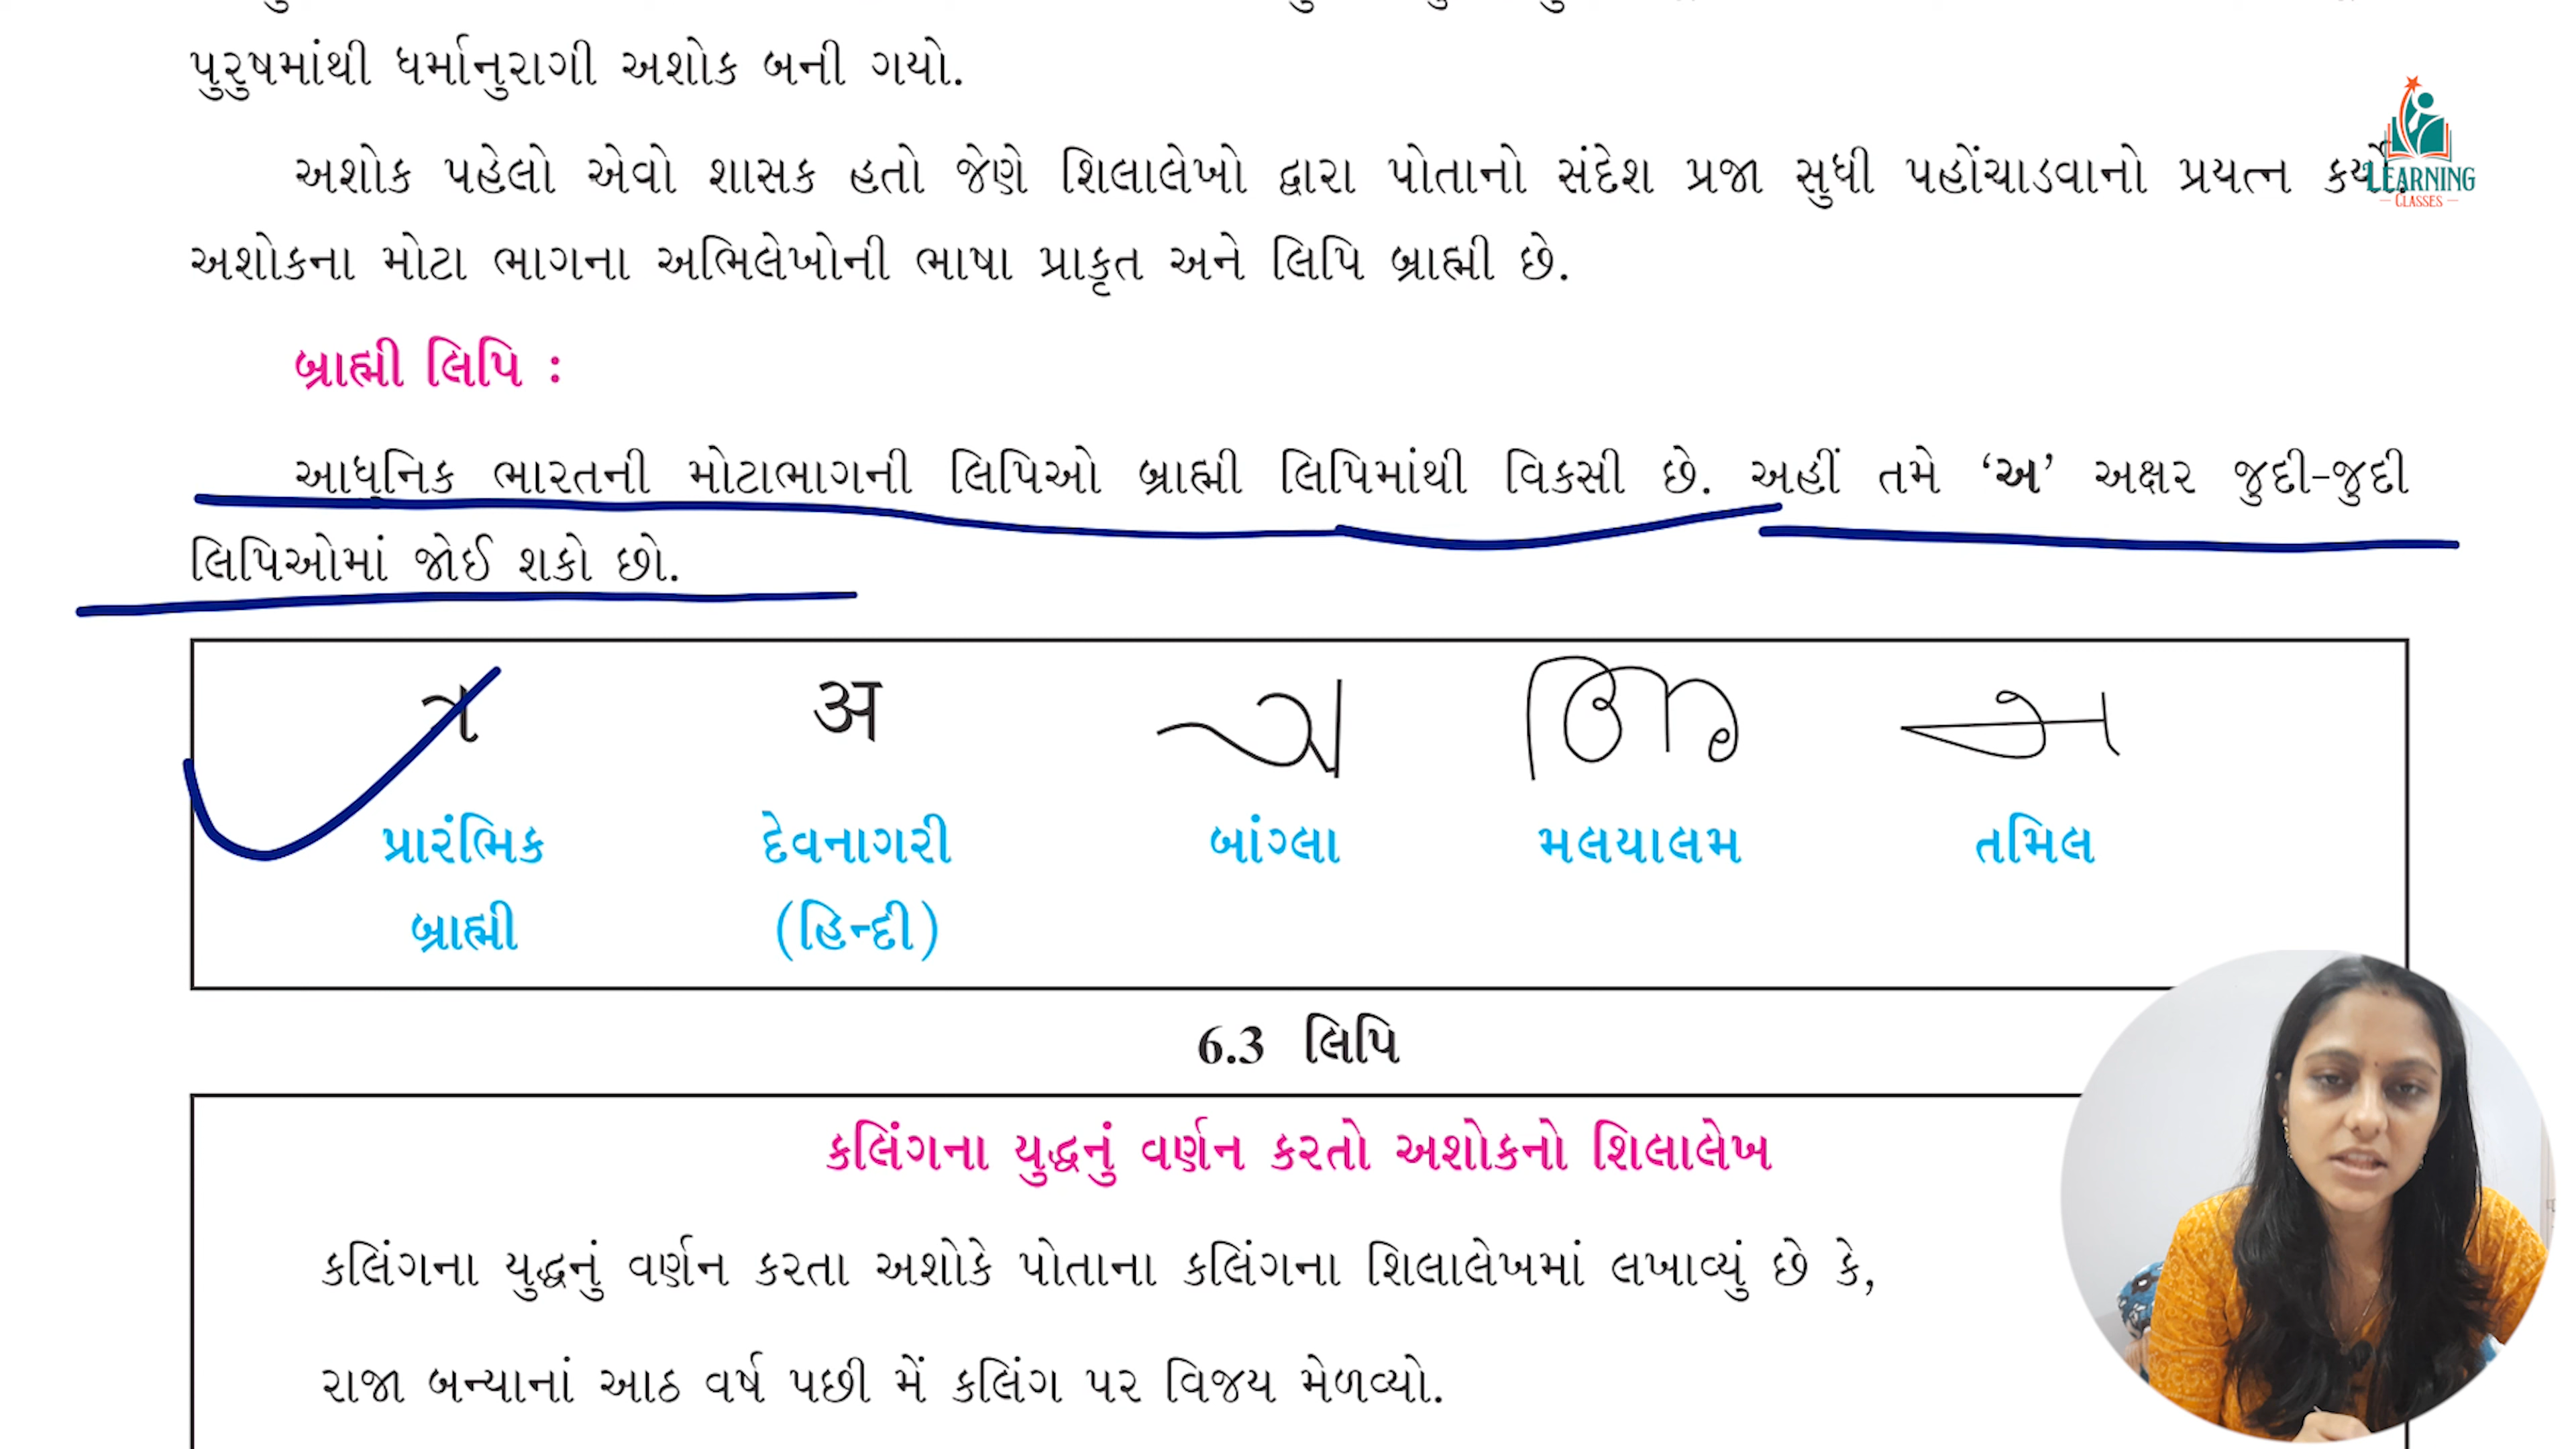 પુરુષમાંથી ધર્માનુરાગી અશોક બની ગયો.
અશોક પહેલો એવો શાસક હતો જેણે શિલાલેખો દ્વારા પોતાનો સંદેશ પ્રજા સુધી પહોંચાડવાનો પ્રયત્ન કર્યો.
LEARNING
CLASSES
અશોકના મોટા ભાગના અભિલેખોની ભાષા પ્રાકૃત અને લિપિ બ્રાહ્મી છે.
બ્રાહ્મી લિપિ :
આધુનિક ભારતની મોટાભાગની લિપિઓ બ્રાહ્મી લિપિમાંથી વિકસી છે. અહીં તમે ‘અ’ અક્ષર જુદી-જુદી
લિપિઓમાં જોઈ શકો છો.
अ
પ્રારંભિક દેવનાગરી બાંગ્લા મલયાલમ તમિલ
બ્રાહ્મી (હિન્દી)
6.3 લિપિ
કલિંગના યુદ્ધનું વર્ણન કરતો અશોકનો શિલાલેખ
કલિંગના યુદ્ધનું વર્ણન કરતા અશોકે પોતાના કલિંગના શિલાલેખમાં લખાવ્યું છે કે,
રાજા બન્યાનાં આઠ વર્ષ પછી મેં કલિંગ પર વિજય મેળવ્યો.